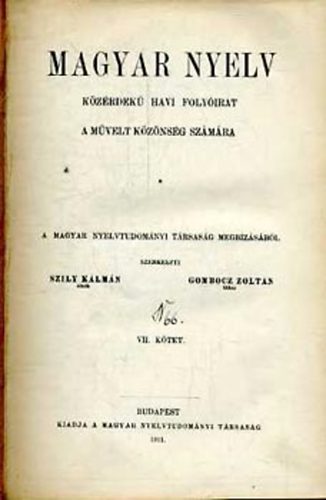 MAGYAR NYELV
KÖZÉRDEKŰ HAVI FOLYÓIRAT
A MŰVELT KÖZÖNSÉG SZÁMÁRA
A MAGYAR NYELVTUDOMÁNYI TÁRSASÁG MEGBÍZÁSÁBÓL
SZERKESZTI
SZILY KÁLMÁN GOMBOCZ ZOLTÁN
VII. KÖTET.
BUDAPEST
KIADJA A MAGYAR NYELVTUDOMÁNYI TÁRSASÁG
1911.